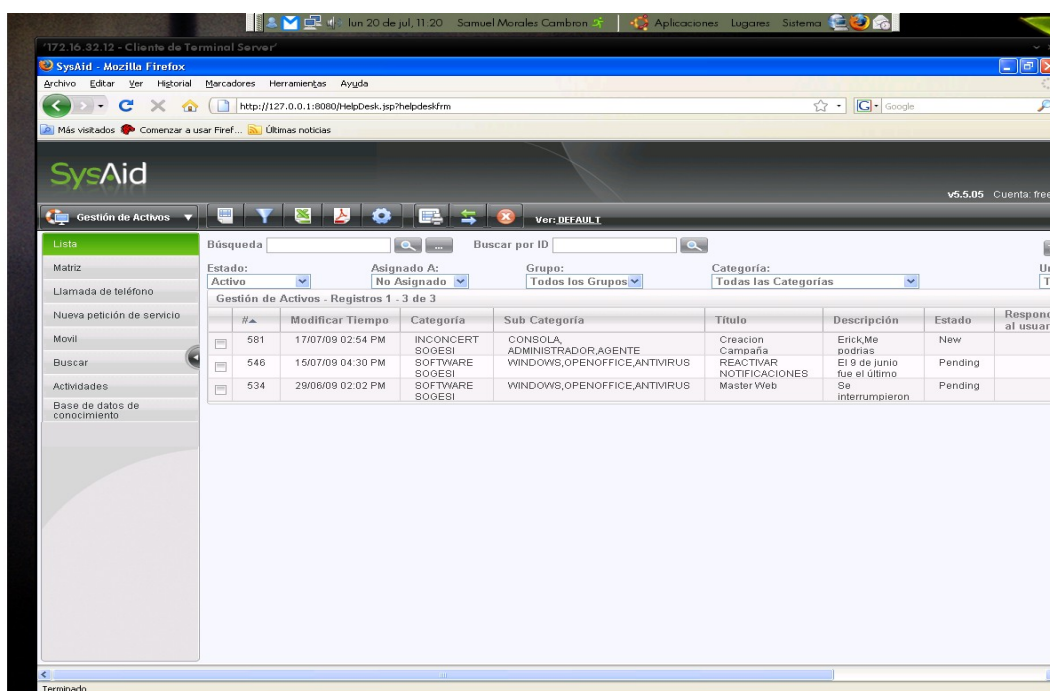 lun 20 de jul, 11:20 Samuel Morales Cambron Aplicaciones Lugares Sistema
'172.16.32.12 - Cliente de Terminal Server'
SysAid - Mozilla Firefox
Archivo Editar Ver Historial Marcadores Herramientas Ayuda
http://127.0.0.1:8080/HelpDesk.jsp?helpdeskfrm
G Google
Más visitados Comenzar a usar Firef... Últimas noticias
SysAid
v5.5.05 Cuenta: free
Gestión de Activos
Ver: DEFAULT
Lista
Matriz
Llamada de teléfono
Nueva petición de servicio
Movil
Buscar
Actividades
Base de datos de
conocimiento
Búsqueda ... Buscar por ID
Estado: Asignado A: Grupo: Categoría:
Activo No Asignado Todos los Grupos Todas las Categorías
Gestión de Activos - Registros 1 - 3 de 3
# Modificar Tiempo Categoría Sub Categoría Título Descripción Estado
581 17/07/09 02:54 PM INCONCERT SOGESI CONSOLA, ADMINISTRADOR,AGENTE Creacion Campaña Erick,Me podrias New
546 15/07/09 04:30 PM SOFTWARE SOGESI WINDOWS,OPENOFFICE,ANTIVIRUS REACTIVAR NOTIFICACIONES El 9 de junio fue el último Pending
534 29/06/09 02:02 PM SOFTWARE SOGESI WINDOWS,OPENOFFICE,ANTIVIRUS Master Web Se interrumpieron Pending
Terminado